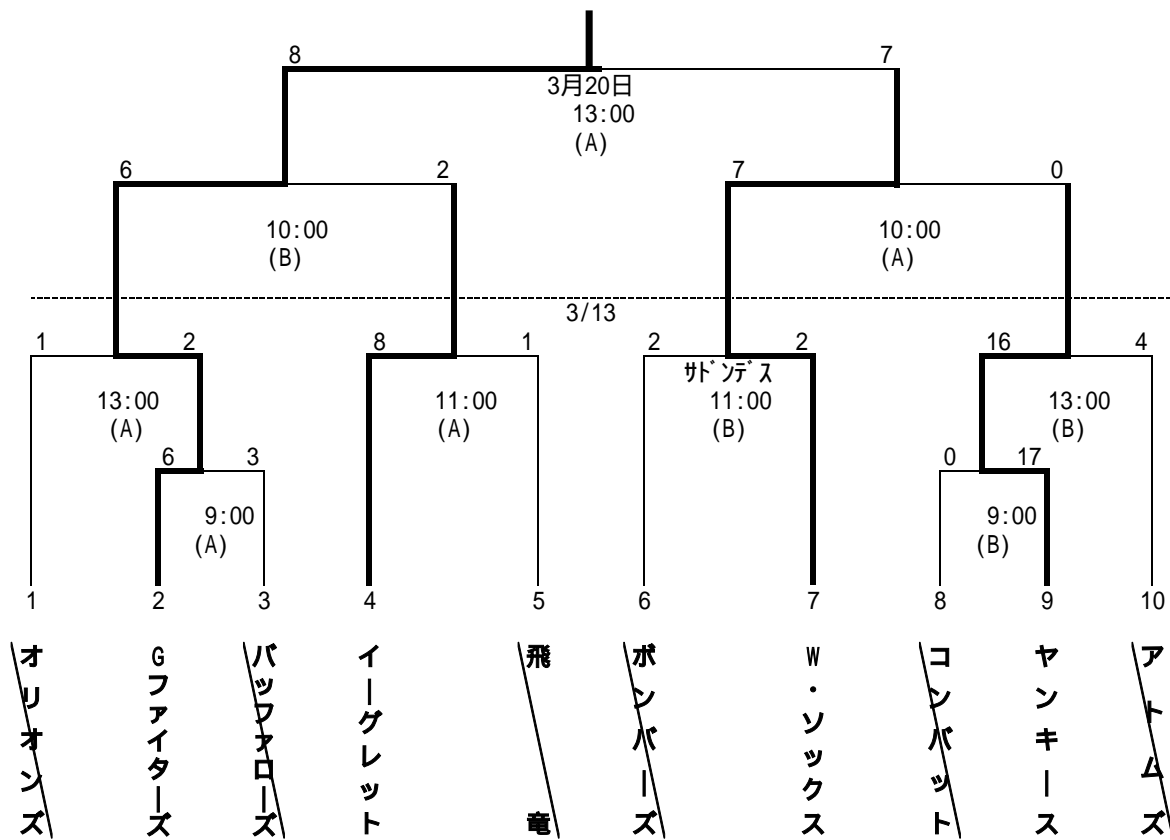 8 7
3月20日
13:00
(A)
6 2 7 0
10:00 10:00
(B) (A)
3/13
1 2 8 1 2 2 16 4
サドンデス
13:00 11:00 11:00 13:00
(A) (A) (B) (B)
6 3 0 17
9:00 9:00
(A) (B)
1 2 3 4 5 6 7 8 9 10
オリオンズ
Gファイターズ
バッファローズ
イーグレット
飛竜
ボンバーズ
W・ソックス
コンバット
ヤンキース
アトムズ